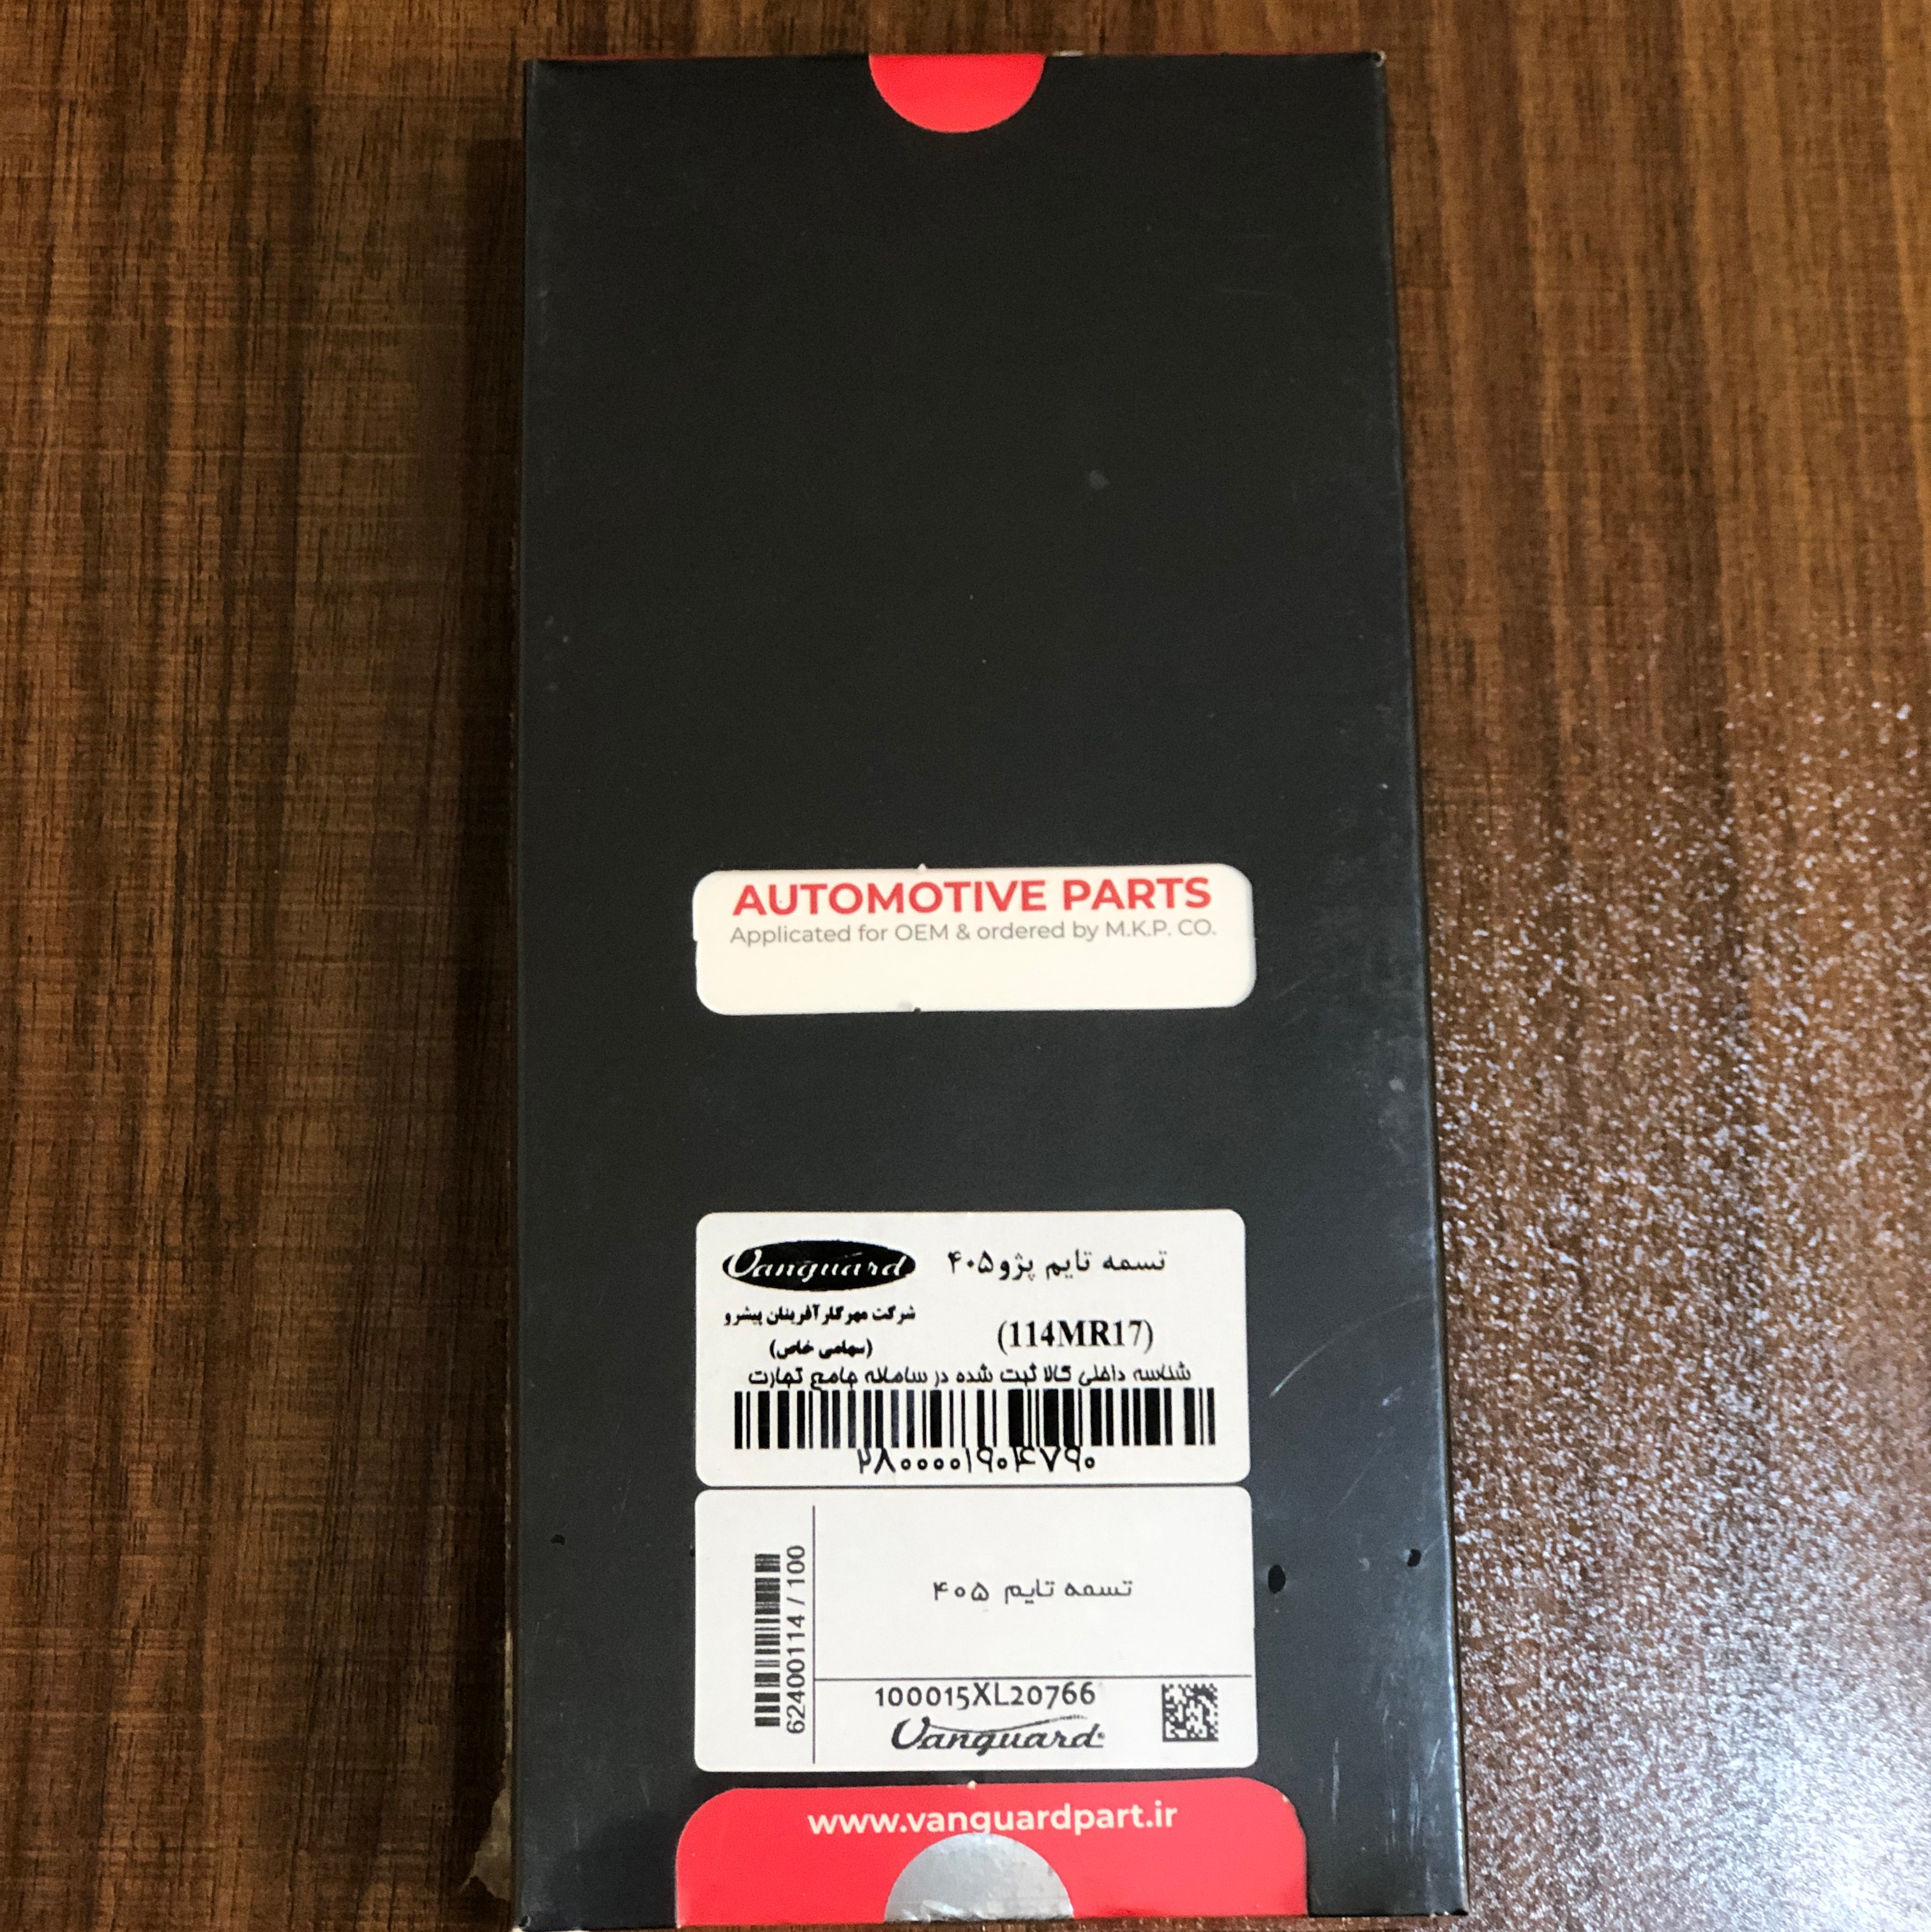 AUTOMOTIVE PARTS
Applicated for OEM & ordered by M.K.P. CO.
Vanguard
تسمه تایم پژو۴۰۵
شرکت مهرگان آفرینان پیشرو
(سهامی خاص)
(114MR17)
شناسه داخلی کالا ثبت شده در سامانه جامع تجارت
۲۸۰۰۰۰۱۹۰۴۷۹۰
62400114 / 100
تسمه تایم ۴۰۵
100015XL20766
Vanguard
www.vanguardpart.ir